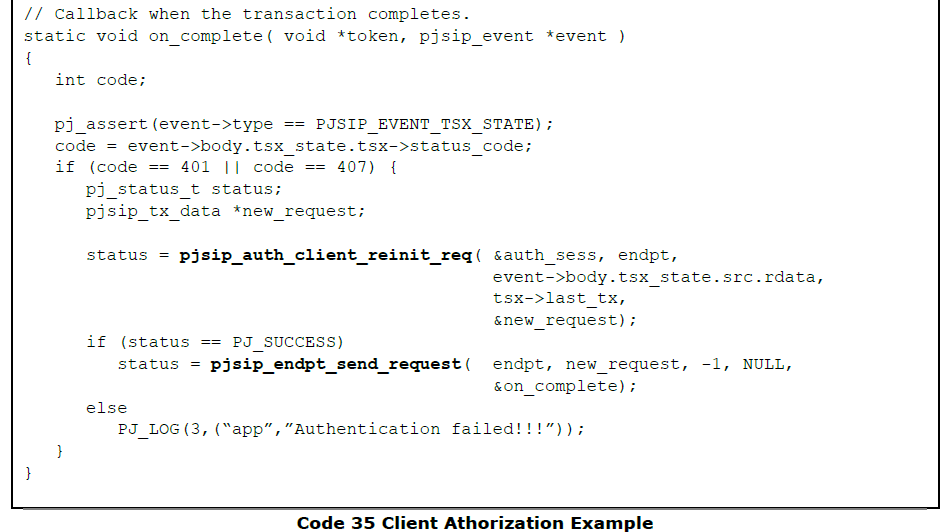 // Callback when the transaction completes.
static void on_complete( void *token, pjsip_event *event )
{
   int code;
   pj_assert(event->type == PJSIP_EVENT_TSX_STATE);
   code = event->body.tsx_state.tsx->status_code;
   if (code == 401 || code == 407) {
      pj_status_t status;
      pjsip_tx_data *new_request;
      status = pjsip_auth_client_reinit_req( &auth_sess, endpt,
                                             event->body.tsx_state.src.rdata,
                                             tsx->last_tx,
                                             &new_request);
      if (status == PJ_SUCCESS)
         status = pjsip_endpt_send_request(  endpt, new_request, -1, NULL,
                                             &on_complete);
      else
         PJ_LOG(3,(“app”,”Authentication failed!!!”));
   }
}
Code 35 Client Athorization Example